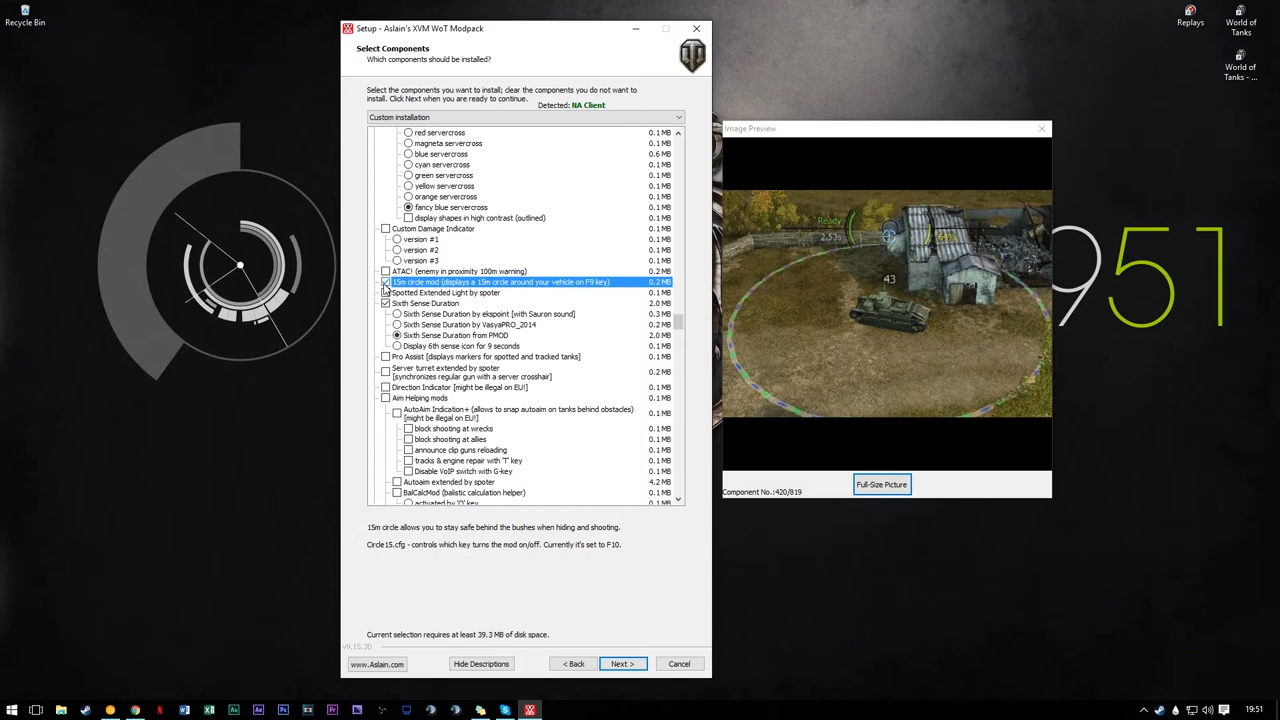 Recycle Bin
Replays
World of
Tanks
World of
Tanks - ...
Setup - Aslain's XVM WoT Modpack
Select Components
Which components should be installed?
Select the components you want to install; clear the components you do not want to
install. Click Next when you are ready to continue.
Detected: NA Client
Custom installation
red servercross 0.1 MB
magneta servercross 0.1 MB
blue servercross 0.6 MB
cyan servercross 0.1 MB
green servercross 0.1 MB
yellow servercross 0.1 MB
orange servercross 0.1 MB
fancy blue servercross 0.1 MB
display shapes in high contrast (outlined) 0.1 MB
Custom Damage Indicator 0.1 MB
version #1 0.1 MB
version #2 0.1 MB
version #3 0.1 MB
ATAC! (enemy in proximity 100m warning) 0.2 MB
15m circle mod (displays a 15m circle around your vehicle on F9 key) 0.2 MB
Spotted Extended Light by spoter 0.1 MB
Sixth Sense Duration 2.0 MB
Sixth Sense Duration by ekspoint [with Sauron sound] 0.3 MB
Sixth Sense Duration by VasyaPRO_2014 0.2 MB
Sixth Sense Duration from PMOD 2.0 MB
Display 6th sense icon for 9 seconds 0.1 MB
Pro Assist [displays markers for spotted and tracked tanks] 0.1 MB
Server turret extended by spoter
[synchronizes regular gun with a server crosshair] 0.2 MB
Direction Indicator [might be illegal on EU!] 0.1 MB
Aim Helping mods 0.1 MB
AutoAim Indication+ (allows to snap autoaim on tanks behind obstacles)
[might be illegal on EU!] 0.1 MB
block shooting at wrecks 0.1 MB
block shooting at allies 0.1 MB
announce clip guns reloading 0.1 MB
tracks & engine repair with 'T' key 0.1 MB
Disable VoIP switch with G-key 0.1 MB
Autoaim extended by spoter 4.2 MB
BalCalcMod (balistic calculation helper) 0.1 MB
activated by 'O' key 0.1 MB
15m circle allows you to stay safe behind the bushes when hiding and shooting.
Circle15.cfg - controls which key turns the mod on/off. Currently it's set to F10.
Current selection requires at least 39.3 MB of disk space.
v9.15.30
www.Aslain.com
Hide Descriptions
< Back
Next >
Cancel
Image Preview
Ready
2.53s
64%
43
Component No.:420/819
Full-Size Picture
951
19:51